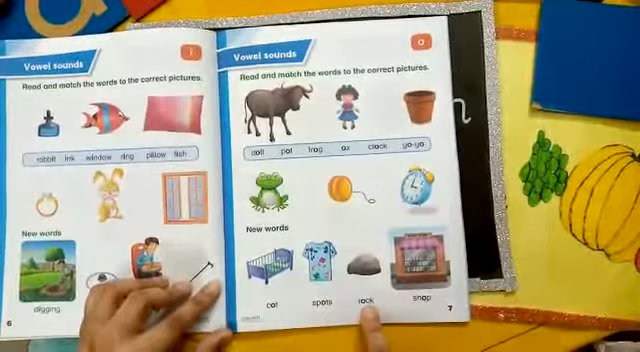 Vowel sounds
i
Read and match the words to the correct pictures.
rabbit ink window ring pillow fish
New words
digging
6
Vowel sounds
o
Read and match the words to the correct pictures.
doll pot frog ox clock yo-yo
New words
cot spots rock shop
7